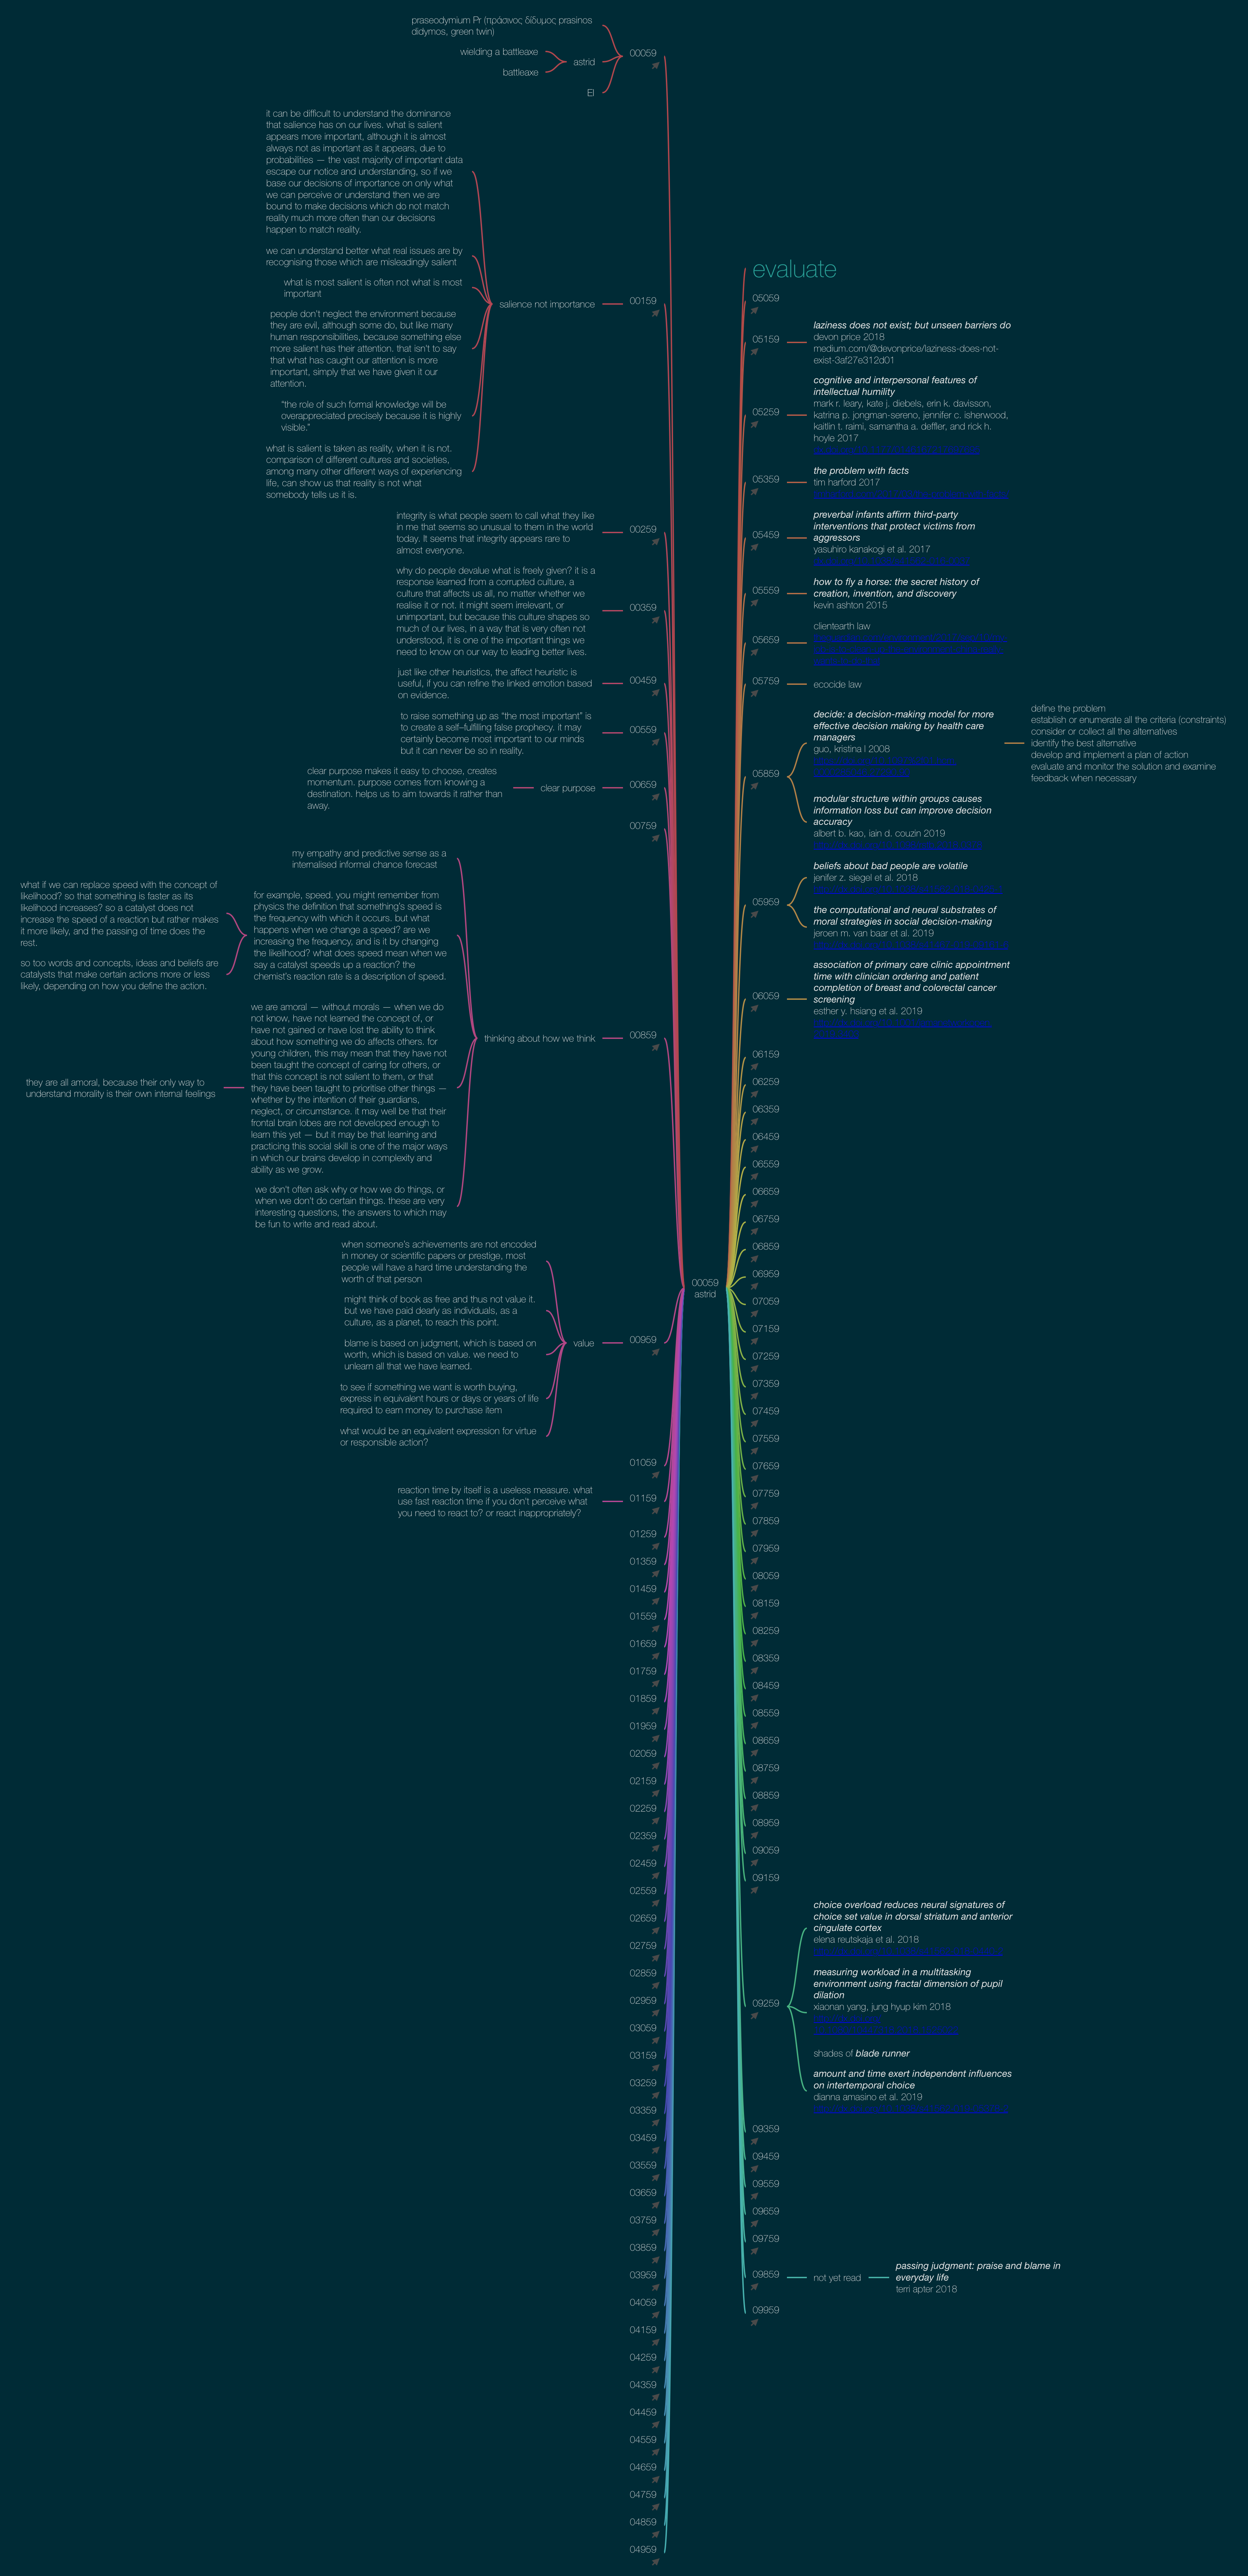 praseodymium Pr (πράσινος δίδυμος prasinos
didymos, green twin)
wielding a battleaxe
battleaxe
astrid
EI
00059
it can be difficult to understand the dominance
that salience has on our lives. what is salient
appears more important, although it is almost
always not as important as it appears, due to
probabilities — the vast majority of important data
escape our notice and understanding, so if we
base our decisions of importance on only what
we can perceive or understand then we are
bound to make decisions which do not match
reality much more often than our decisions
happen to match reality.
we can understand better what real issues are by
recognising those which are misleadingly salient
what is most salient is often not what is most
important
people don't neglect the environment because
they are evil, although some do, but like many
human responsibilities, because something else
more salient has their attention. that isn't to say
that what has caught our attention is more
important, simply that we have given it our
attention.
“the role of such formal knowledge will be
overappreciated precisely because it is highly
visible.”
what is salient is taken as reality, when it is not.
comparison of different cultures and societies,
among many other different ways of experiencing
life, can show us that reality is not what
somebody tells us it is.
salience not importance
00159
integrity is what people seem to call what they like
in me that seems so unusual to them in the world
today. It seems that integrity appears rare to
almost everyone.
00259
why do people devalue what is freely given? it is a
response learned from a corrupted culture, a
culture that affects us all, no matter whether we
realise it or not. it might seem irrelevant, or
unimportant, but because this culture shapes so
much of our lives, in a way that is very often not
understood, it is one of the important things we
need to know on our way to leading better lives.
00359
just like other heuristics, the affect heuristic is
useful, if you can refine the linked emotion based
on evidence.
00459
to raise something up as “the most important” is
to create a self–fulfilling false prophecy. it may
certainly become most important to our minds
but it can never be so in reality.
00559
clear purpose makes it easy to choose, creates
momentum. purpose comes from knowing a
destination. helps us to aim towards it rather than
away.
clear purpose
00659
00759
my empathy and predictive sense as a
internalised informal chance forecast
what if we can replace speed with the concept of
likelihood? so that something is faster as its
likelihood increases? so a catalyst does not
increase the speed of a reaction but rather makes
it more likely, and the passing of time does the
rest.
so too words and concepts, ideas and beliefs are
catalysts that make certain actions more or less
likely, depending on how you define the action.
for example, speed. you might remember from
physics the definition that something's speed is
the frequency with which it occurs. but what
happens when we change a speed? are we
increasing the frequency, and is it by changing
the likelihood? what does speed mean when we
say a catalyst speeds up a reaction? the
chemist's reaction rate is a description of speed.
they are all amoral, because their only way to
understand morality is their own internal feelings
we are amoral — without morals — when we do
not know, have not learned the concept of, or
have not gained or have lost the ability to think
about how something we do affects others. for
young children, this may mean that they have not
been taught the concept of caring for others, or
that this concept is not salient to them, or that
they have been taught to prioritise other things —
whether by the intention of their guardians,
neglect, or circumstance. it may well be that their
frontal brain lobes are not developed enough to
learn this yet — but it may be that learning and
practicing this social skill is one of the major ways
in which our brains develop in complexity and
ability as we grow.
we don't often ask why or how we do things, or
when we don't do certain things. these are very
interesting questions, the answers to which may
be fun to write and read about.
thinking about how we think
00859
when someone's achievements are not encoded
in money or scientific papers or prestige, most
people will have a hard time understanding the
worth of that person
might think of book as free and thus not value it.
but we have paid dearly as individuals, as a
culture, as a planet, to reach this point.
blame is based on judgment, which is based on
worth, which is based on value. we need to
unlearn all that we have learned.
to see if something we want is worth buying,
express in equivalent hours or days or years of life
required to earn money to purchase item
what would be an equivalent expression for virtue
or responsible action?
value
00959
01059
reaction time by itself is a useless measure. what
use fast reaction time if you don't perceive what
you need to react to? or react inappropriately?
01159
01259
01359
01459
01559
01659
01759
01859
01959
02059
02159
02259
02359
02459
02559
02659
02759
02859
02959
03059
03159
03259
03359
03459
03559
03659
03759
03859
03959
04059
04159
04259
04359
04459
04559
04659
04759
04859
04959
00059
astrid
evaluate
05059
05159
laziness does not exist; but unseen barriers do
devon price 2018
medium.com/@devonprice/laziness-does-not-
exist-3af27e312d01
05259
cognitive and interpersonal features of
intellectual humility
mark r. leary, kate j. diebels, erin k. davisson,
katrina p. jongman-sereno, jennifer c. isherwood,
kaitlin t. raimi, samantha a. deffler, and rick h.
hoyle 2017
05359
the problem with facts
tim harford 2017
05459
preverbal infants affirm third-party
interventions that protect victims from
aggressors
yasuhiro kanakogi et al. 2017
05559
how to fly a horse: the secret history of
creation, invention, and discovery
kevin ashton 2015
05659
clientearth law
05759
ecocide law
05859
decide: a decision-making model for more
effective decision making by health care
managers
guo, kristina l 2008
define the problem
establish or enumerate all the criteria (constraints)
consider or collect all the alternatives
identify the best alternative
develop and implement a plan of action
evaluate and monitor the solution and examine
feedback when necessary
modular structure within groups causes
information loss but can improve decision
accuracy
albert b. kao, iain d. couzin 2019
05959
beliefs about bad people are volatile
jenifer z. siegel et al. 2018
the computational and neural substrates of
moral strategies in social decision-making
jeroen m. van baar et al. 2019
06059
association of primary care clinic appointment
time with clinician ordering and patient
completion of breast and colorectal cancer
screening
esther y. hsiang et al. 2019
06159
06259
06359
06459
06559
06659
06759
06859
06959
07059
07159
07259
07359
07459
07559
07659
07759
07859
07959
08059
08159
08259
08359
08459
08559
08659
08759
08859
08959
09059
09159
09259
choice overload reduces neural signatures of
choice set value in dorsal striatum and anterior
cingulate cortex
elena reutskaja et al. 2018
measuring workload in a multitasking
environment using fractal dimension of pupil
dilation
xiaonan yang, jung hyup kim 2018
shades of blade runner
amount and time exert independent influences
on intertemporal choice
dianna amasino et al. 2019
09359
09459
09559
09659
09759
09859
not yet read
passing judgment: praise and blame in
everyday life
terri apter 2018
09959